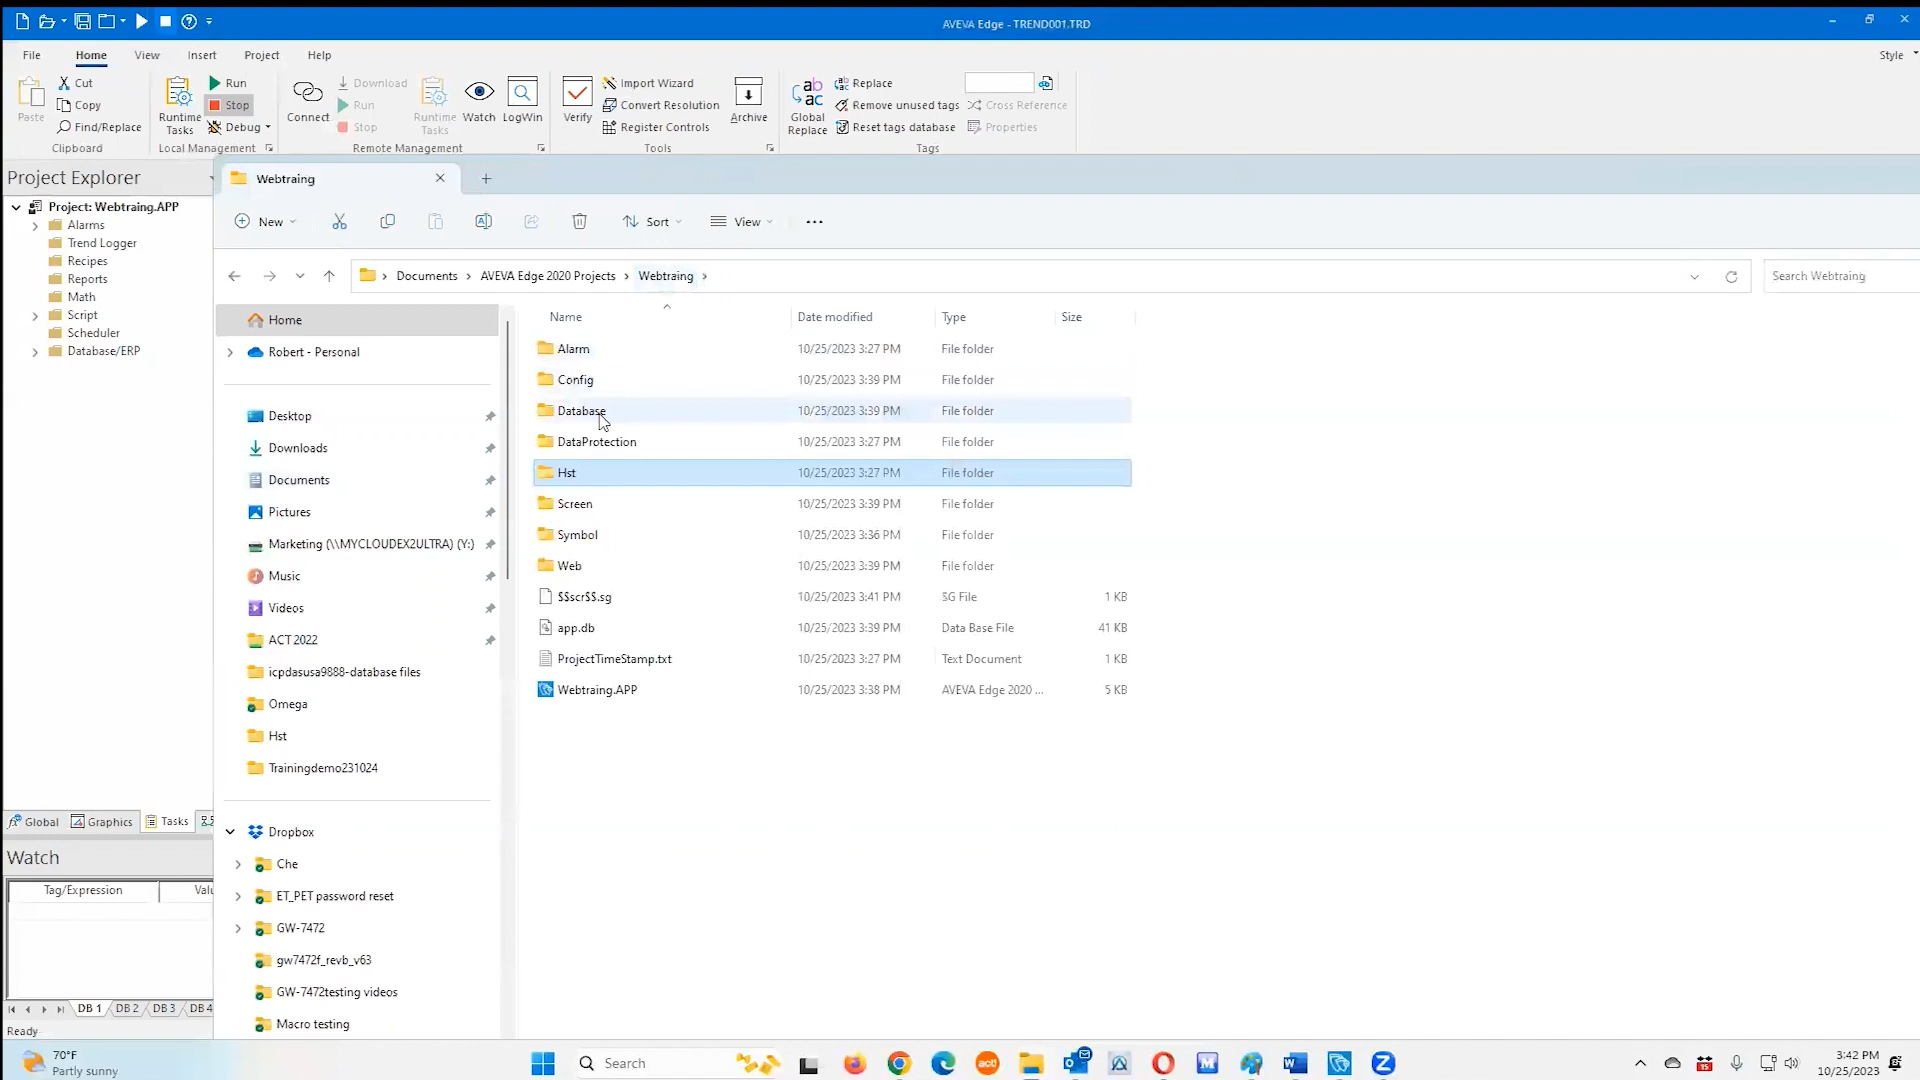 AVEVA Edge - TREND001.TRD
File Home View Insert Project Help Style
Paste Cut Copy Find/Replace Clipboard
Runtime Tasks Run Stop Debug Local Management
Connect Download Run Stop Runtime Tasks Watch LogWin Remote Management
Verify Import Wizard Convert Resolution Register Controls Archive Tools
Global Replace Replace Remove unused tags Reset tags database Cross Reference Properties Tags
Project Explorer
Project: Webtraing.APP
Alarms
Trend Logger
Recipes
Reports
Math
Script
Scheduler
Database/ERP
Global Graphics Tasks
Watch
Tag/Expression Valu
DB 1 DB 2 DB 3 DB 4
Ready
Webtraing
New Sort View
Documents AVEVA Edge 2020 Projects Webtraing Search Webtraing
Home
Robert - Personal
Desktop
Downloads
Documents
Pictures
Marketing (\\MYCLOUDEX2ULTRA) (Y:)
Music
Videos
ACT 2022
icpdasusa9888-database files
Omega
Hst
Trainingdemo231024
Dropbox
Che
ET_PET password reset
GW-7472
gw7472f_revb_v63
GW-7472testing videos
Macro testing
Name Date modified Type Size
Alarm 10/25/2023 3:27 PM File folder
Config 10/25/2023 3:39 PM File folder
Database 10/25/2023 3:39 PM File folder
DataProtection 10/25/2023 3:27 PM File folder
Hst 10/25/2023 3:27 PM File folder
Screen 10/25/2023 3:39 PM File folder
Symbol 10/25/2023 3:36 PM File folder
Web 10/25/2023 3:39 PM File folder
$$scr$$.sg 10/25/2023 3:41 PM SG File 1 KB
app.db 10/25/2023 3:39 PM Data Base File 41 KB
ProjectTimeStamp.txt 10/25/2023 3:27 PM Text Document 1 KB
Webtraing.APP 10/25/2023 3:38 PM AVEVA Edge 2020 ... 5 KB
70°F
Partly sunny
Search
act!
3:42 PM
10/25/2023